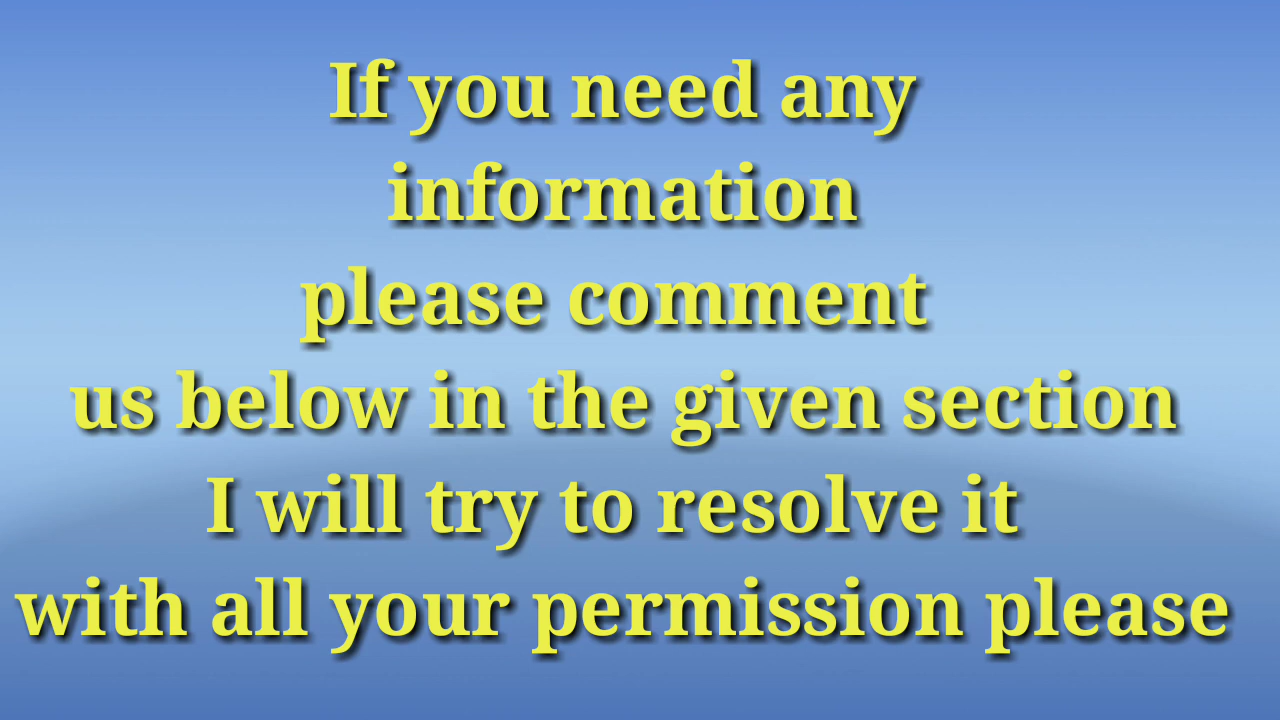 If you need any
information
please comment
us below in the given section
I will try to resolve it
with all your permission please